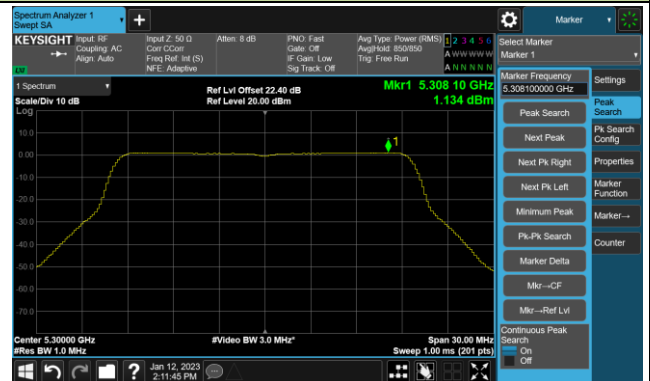 Spectrum Analyzer 1
Swept SA
Marker
KEYSIGHT
Input: RF
Coupling: AC
Align: Auto
Input Z: 50 Ω
Corr CCorr
Freq Ref: Int (S)
NFE: Adaptive
Atten: 8 dB
PNO: Fast
Gate: Off
IF Gain: Low
Sig Track: Off
Avg Type: Power (RMS)
Avg|Hold: 850/850
Trig: Free Run
1 2 3 4 5 6
A W W W W W
A N N N N N
Select Marker
Marker 1
1 Spectrum
Scale/Div 10 dB
Log
Ref Lvl Offset 22.40 dB
Ref Level 20.00 dBm
Mkr1 5.308 10 GHz
1.134 dBm
10.0
0.00
-10.0
-20.0
-30.0
-40.0
-50.0
-60.0
-70.0
1
Center 5.30000 GHz
#Res BW 1.0 MHz
#Video BW 3.0 MHz*
Span 30.00 MHz
Sweep 1.00 ms (201 pts)
Marker Frequency
5.308100000 GHz
Peak Search
Next Peak
Next Pk Right
Next Pk Left
Minimum Peak
Pk-Pk Search
Marker Delta
Mkr→CF
Mkr→Ref Lvl
Continuous Peak
Search
On
Off
Settings
Peak
Search
Pk Search
Config
Properties
Marker
Function
Marker→
Counter
Jan 12, 2023
2:11:45 PM